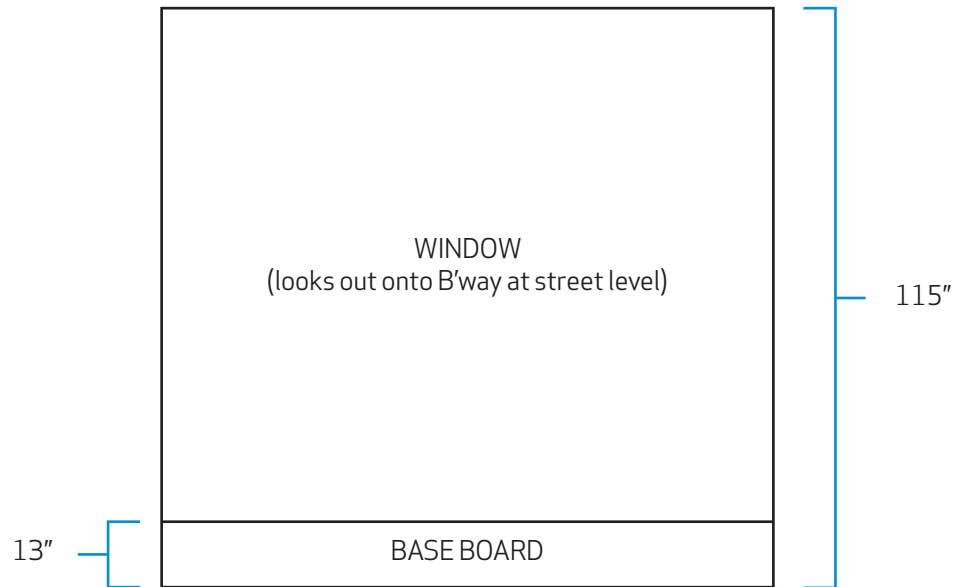 WINDOW
(looks out onto B’way at street level)
115”
13”
BASE BOARD